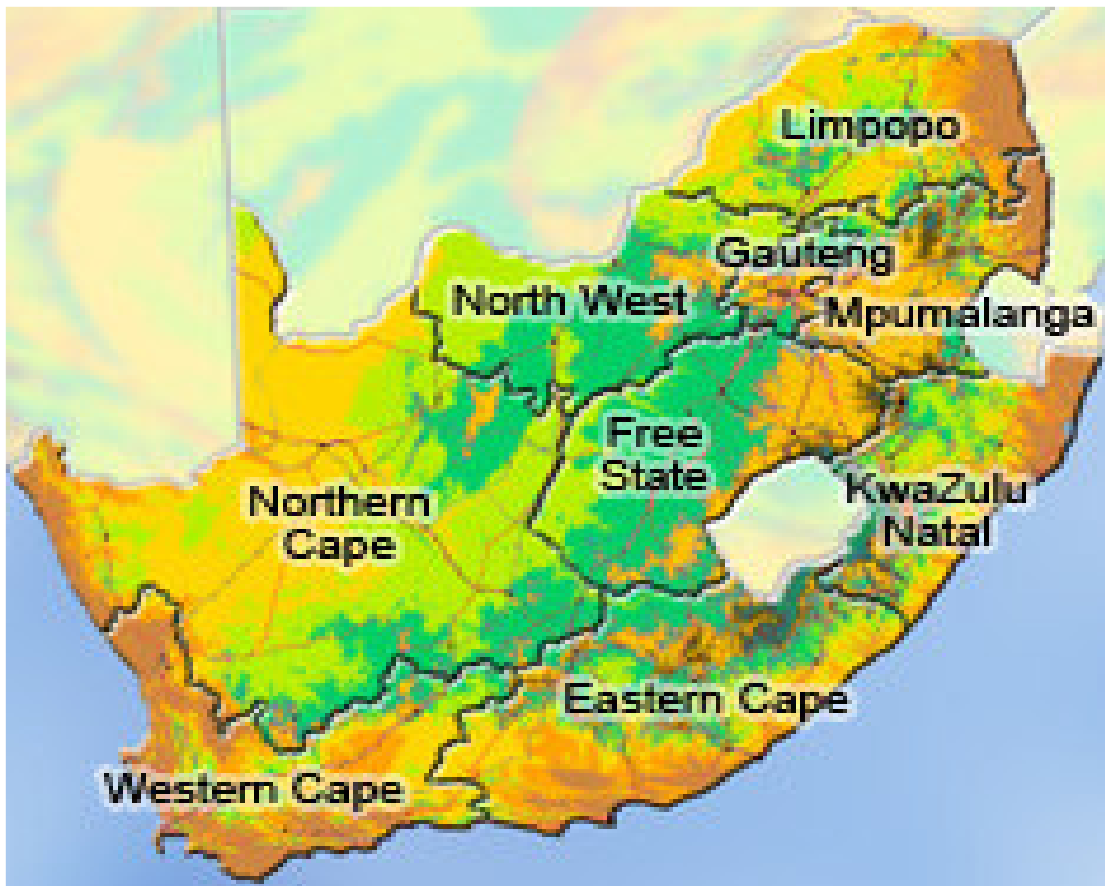 Limpopo
Gauteng
North West
Mpumalanga
Free
State
KwaZulu
Natal
Northern
Cape
Eastern Cape
Western Cape